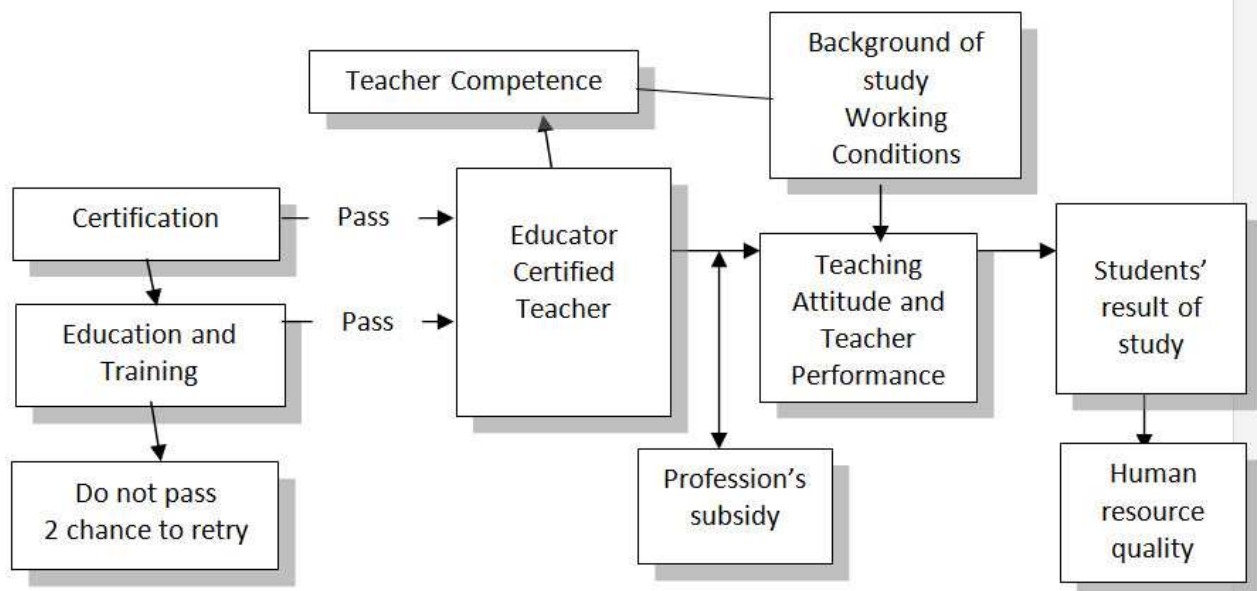 Teacher Competence
Background of
study
Working
Conditions
Certification
Pass
Educator
Certified
Teacher
Teaching
Attitude and
Teacher
Performance
Students’
result of
study
Education and
Training
Pass
Do not pass
2 chance to retry
Profession’s
subsidy
Human
resource
quality